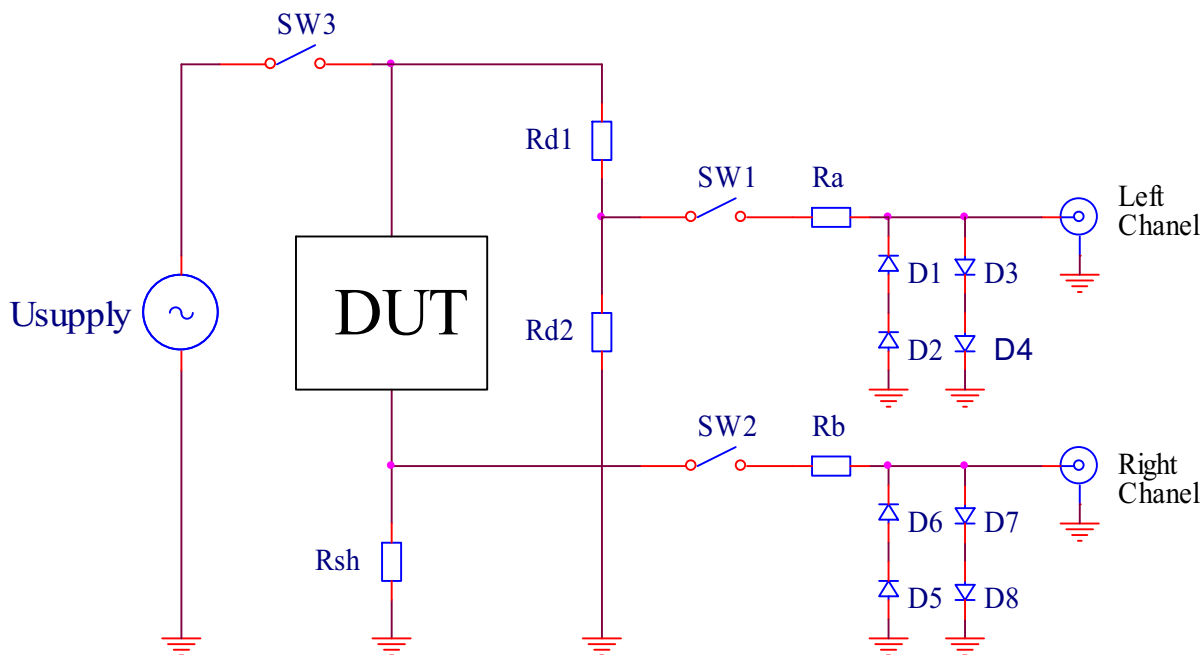 SW3
Rd1
SW1
Ra
Left
Chanel
D1
D3
Usupply
DUT
Rd2
D2
D4
SW2
Rb
Right
Chanel
D6
D7
Rsh
D5
D8